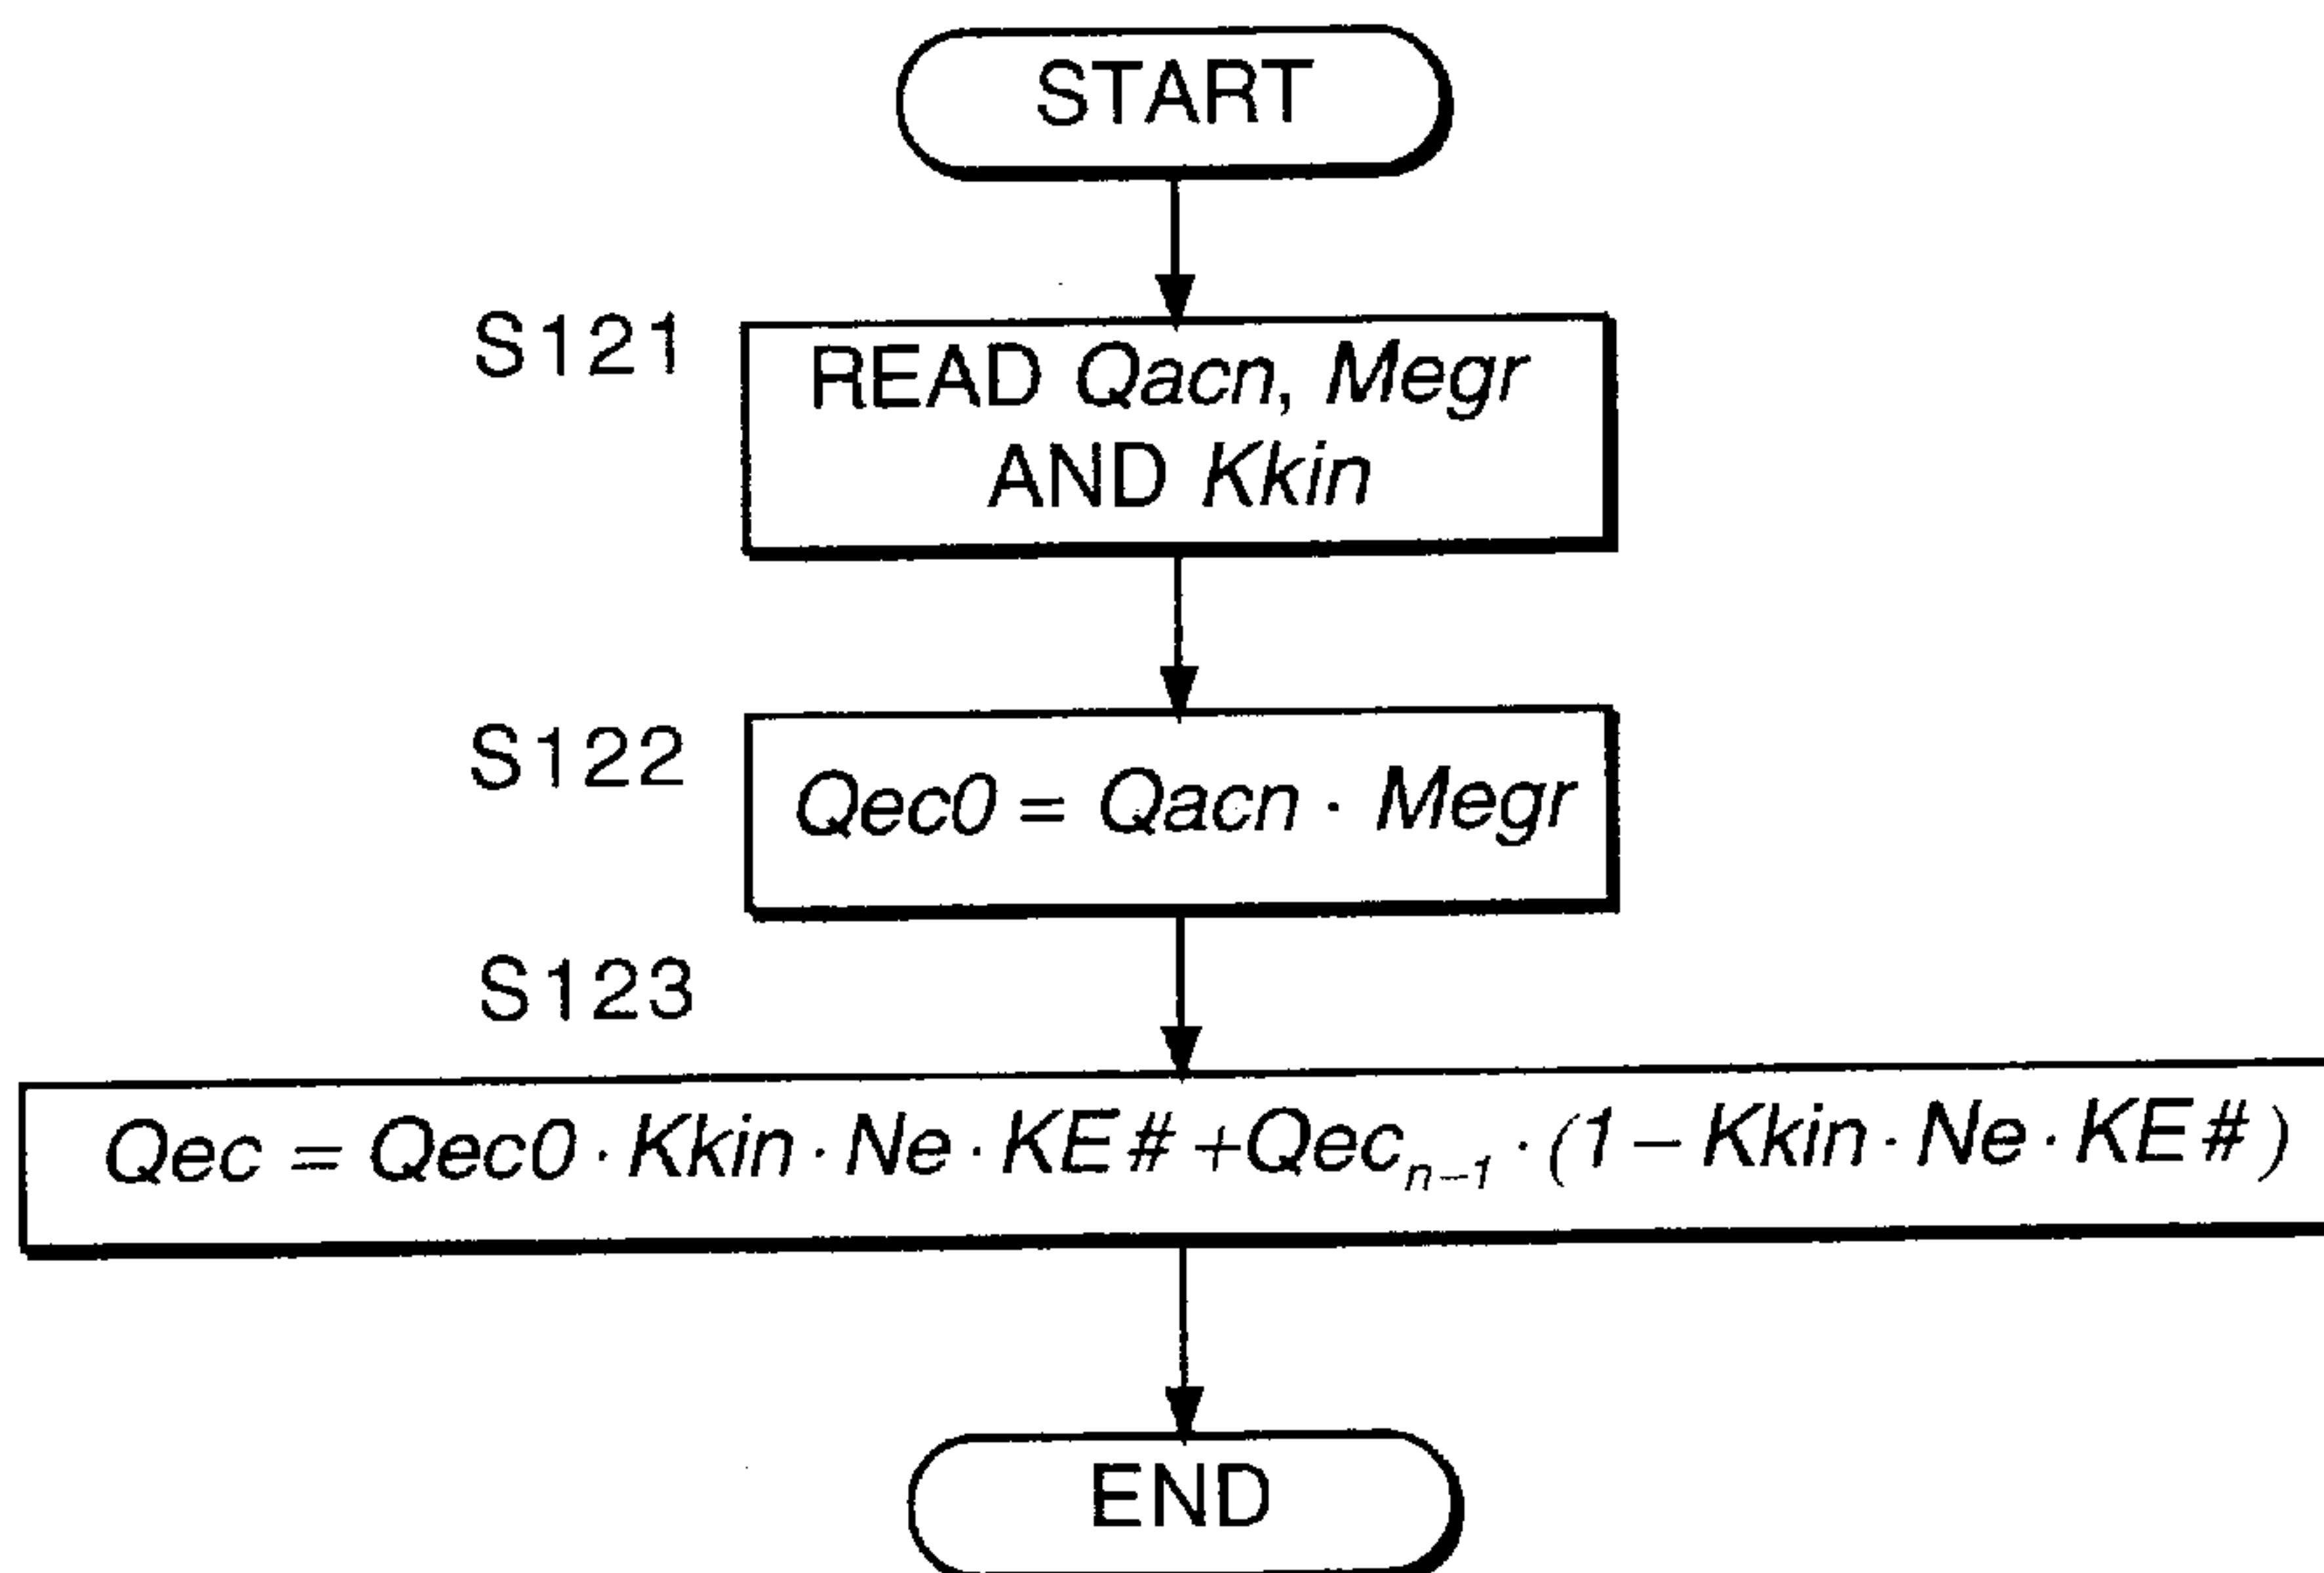 START
S121
READ Qacn, Megr
AND Kkin
S122
Qec0 = Qacn · Megr
S123
Qec = Qec0 · Kkin · Ne · KE# +Qecₙ₋₁ · (1 – Kkin · Ne · KE#)
END